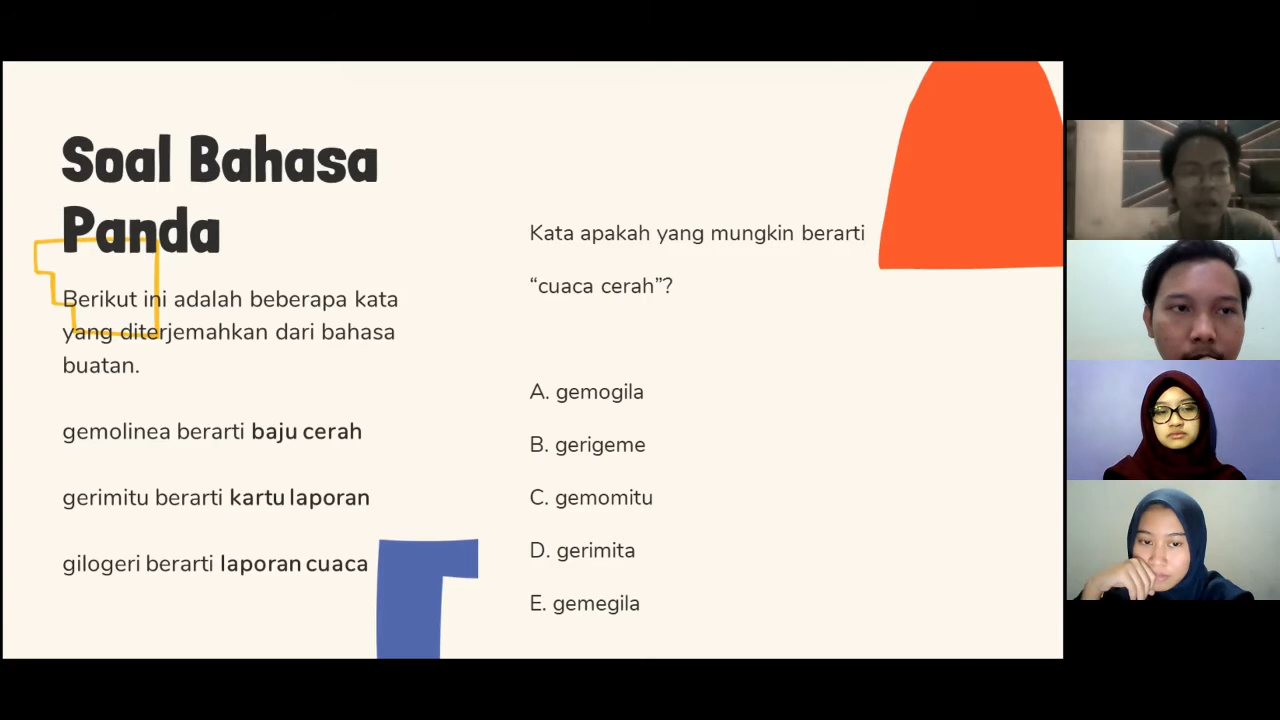 Soal Bahasa
Panda
Berikut ini adalah beberapa kata
yang diterjemahkan dari bahasa
buatan.
gemolinea berarti baju cerah
gerimitu berarti kartu laporan
gilogeri berarti laporan cuaca
Kata apakah yang mungkin berarti
“cuaca cerah”?
A. gemogila
B. gerigeme
C. gemomitu
D. gerimita
E. gemegila